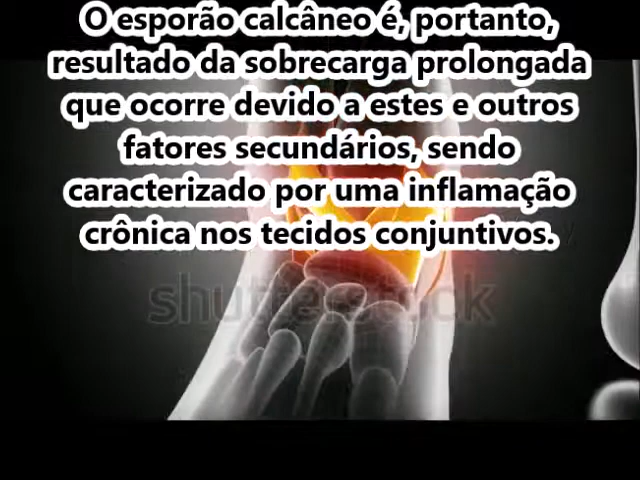 O esporão calcâneo é, portanto,
resultado da sobrecarga prolongada
que ocorre devido a estes e outros
fatores secundários, sendo
caracterizado por uma inflamação
crônica nos tecidos conjuntivos.
shutterstock